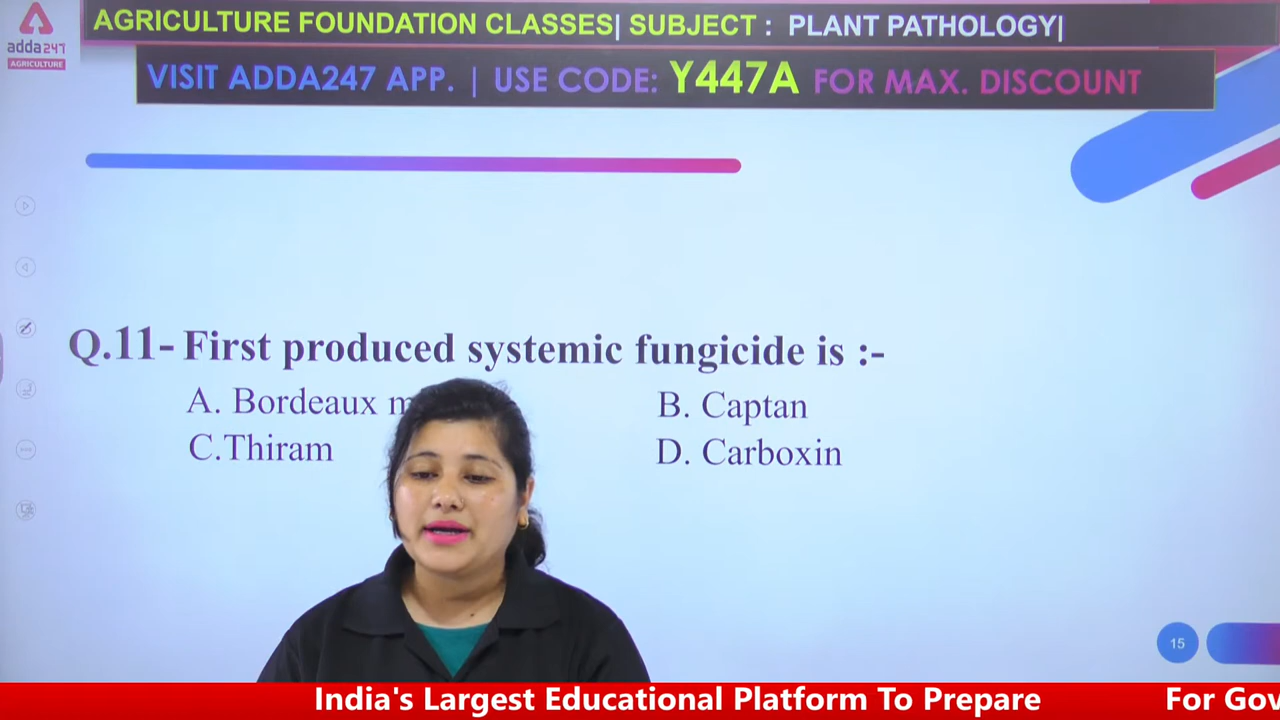 adda247
AGRICULTURE
AGRICULTURE FOUNDATION CLASSES| SUBJECT : PLANT PATHOLOGY|
VISIT ADDA247 APP. | USE CODE: Y447A FOR MAX. DISCOUNT
Q.11- First produced systemic fungicide is :-
A. Bordeaux
B. Captan
C.Thiram
D. Carboxin
15
India's Largest Educational Platform To Prepare For